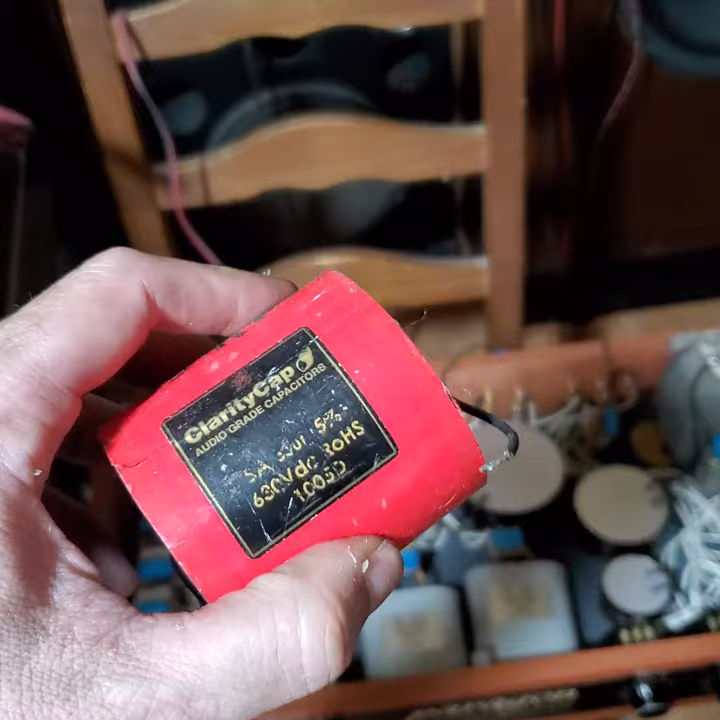 ClarityCap
AUDIO GRADE CAPACITORS
SA 5%
630Vdc RoHS
1005D